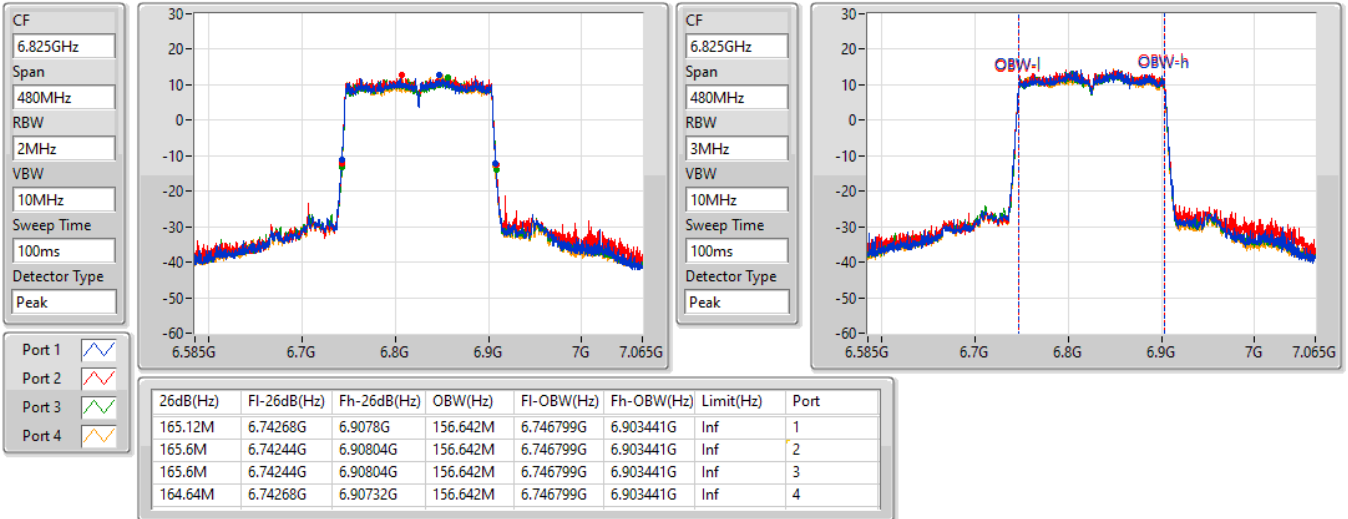 CF
6.825GHz
Span
480MHz
RBW
2MHz
VBW
10MHz
Sweep Time
100ms
Detector Type
Peak
30
20
10
0
-10
-20
-30
-40
-50
-60
6.585G 6.7G 6.8G 6.9G 7G 7.065G
CF
6.825GHz
Span
480MHz
RBW
3MHz
VBW
10MHz
Sweep Time
100ms
Detector Type
Peak
30
20
10
0
-10
-20
-30
-40
-50
-60
OBW-l OBW-h
6.585G 6.7G 6.8G 6.9G 7G 7.065G
Port 1
Port 2
Port 3
Port 4
26dB(Hz) Fl-26dB(Hz) Fh-26dB(Hz) OBW(Hz) Fl-OBW(Hz) Fh-OBW(Hz) Limit(Hz) Port
165.12M 6.74268G 6.9078G 156.642M 6.746799G 6.903441G Inf 1
165.6M 6.74244G 6.90804G 156.642M 6.746799G 6.903441G Inf 2
165.6M 6.74244G 6.90804G 156.642M 6.746799G 6.903441G Inf 3
164.64M 6.74268G 6.90732G 156.642M 6.746799G 6.903441G Inf 4